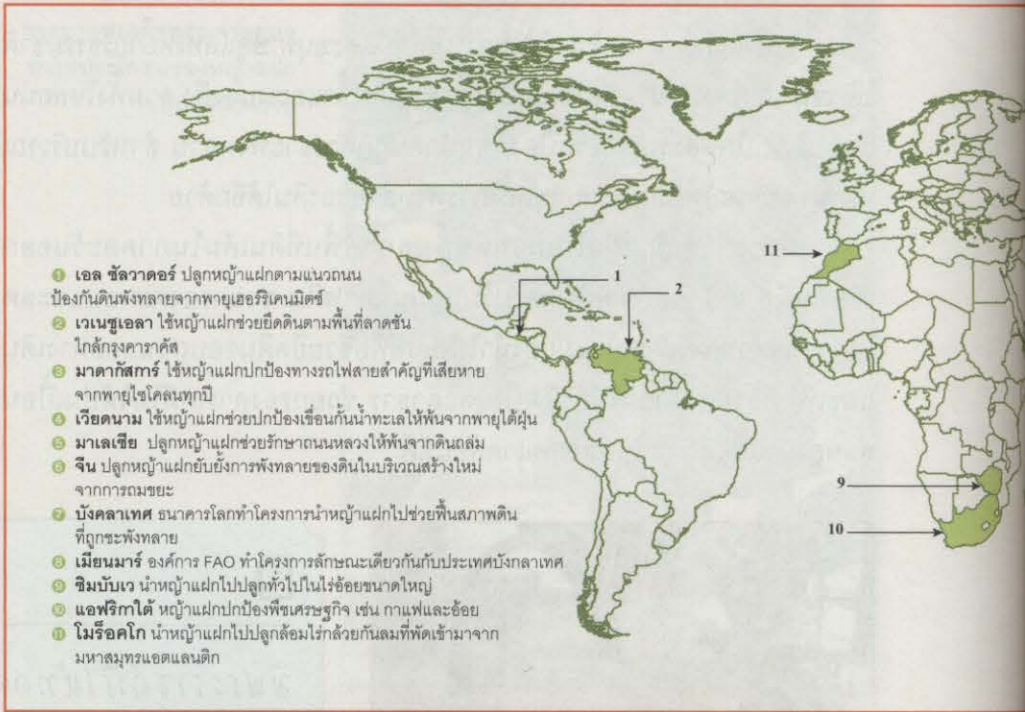 ❶ เอล ซัลวาดอร์ ปลูกหญ้าแฝกตามแนวถนน
ป้องกันดินพังทลายจากพายุเฮอร์ริเคนมิตซ์
❷ เวเนซูเอลา ใช้หญ้าแฝกช่วยยึดดินตามพื้นที่ลาดชัน
ใกล้กรุงคาราคัส
❸ มาดากัสการ์ ใช้หญ้าแฝกปกป้องทางรถไฟสายสำคัญที่เสียหาย
จากพายุไซโคลนทุกปี
❹ เวียดนาม ใช้หญ้าแฝกช่วยปกป้องเขื่อนกั้นน้ำทะเลให้พ้นจากพายุไต้ฝุ่น
❺ มาเลเซีย ปลูกหญ้าแฝกช่วยรักษาถนนหลวงให้พ้นจากดินถล่ม
❻ จีน ปลูกหญ้าแฝกยับยั้งการพังทลายของดินในบริเวณสร้างใหม่
จากการถมขยะ
❼ บังคลาเทศ ธนาคารโลกทำโครงการนำหญ้าแฝกไปช่วยฟื้นสภาพดิน
ที่ถูกชะพังทลาย
❽ เมียนมาร์ องค์การ FAO ทำโครงการลักษณะเดียวกันกับประเทศบังกลาเทศ
❾ ซิมบับเว นำหญ้าแฝกไปปลูกทั่วไปในไร่อ้อยขนาดใหญ่
❿ แอฟริกาใต้ หญ้าแฝกปกป้องพืชเศรษฐกิจ เช่น กาแฟและอ้อย
⓫ โมร็อคโก นำหญ้าแฝกไปปลูกล้อมไร่กล้วยกันลมที่พัดเข้ามาจาก
มหาสมุทรแอตแลนติก
1
2
11
9
10